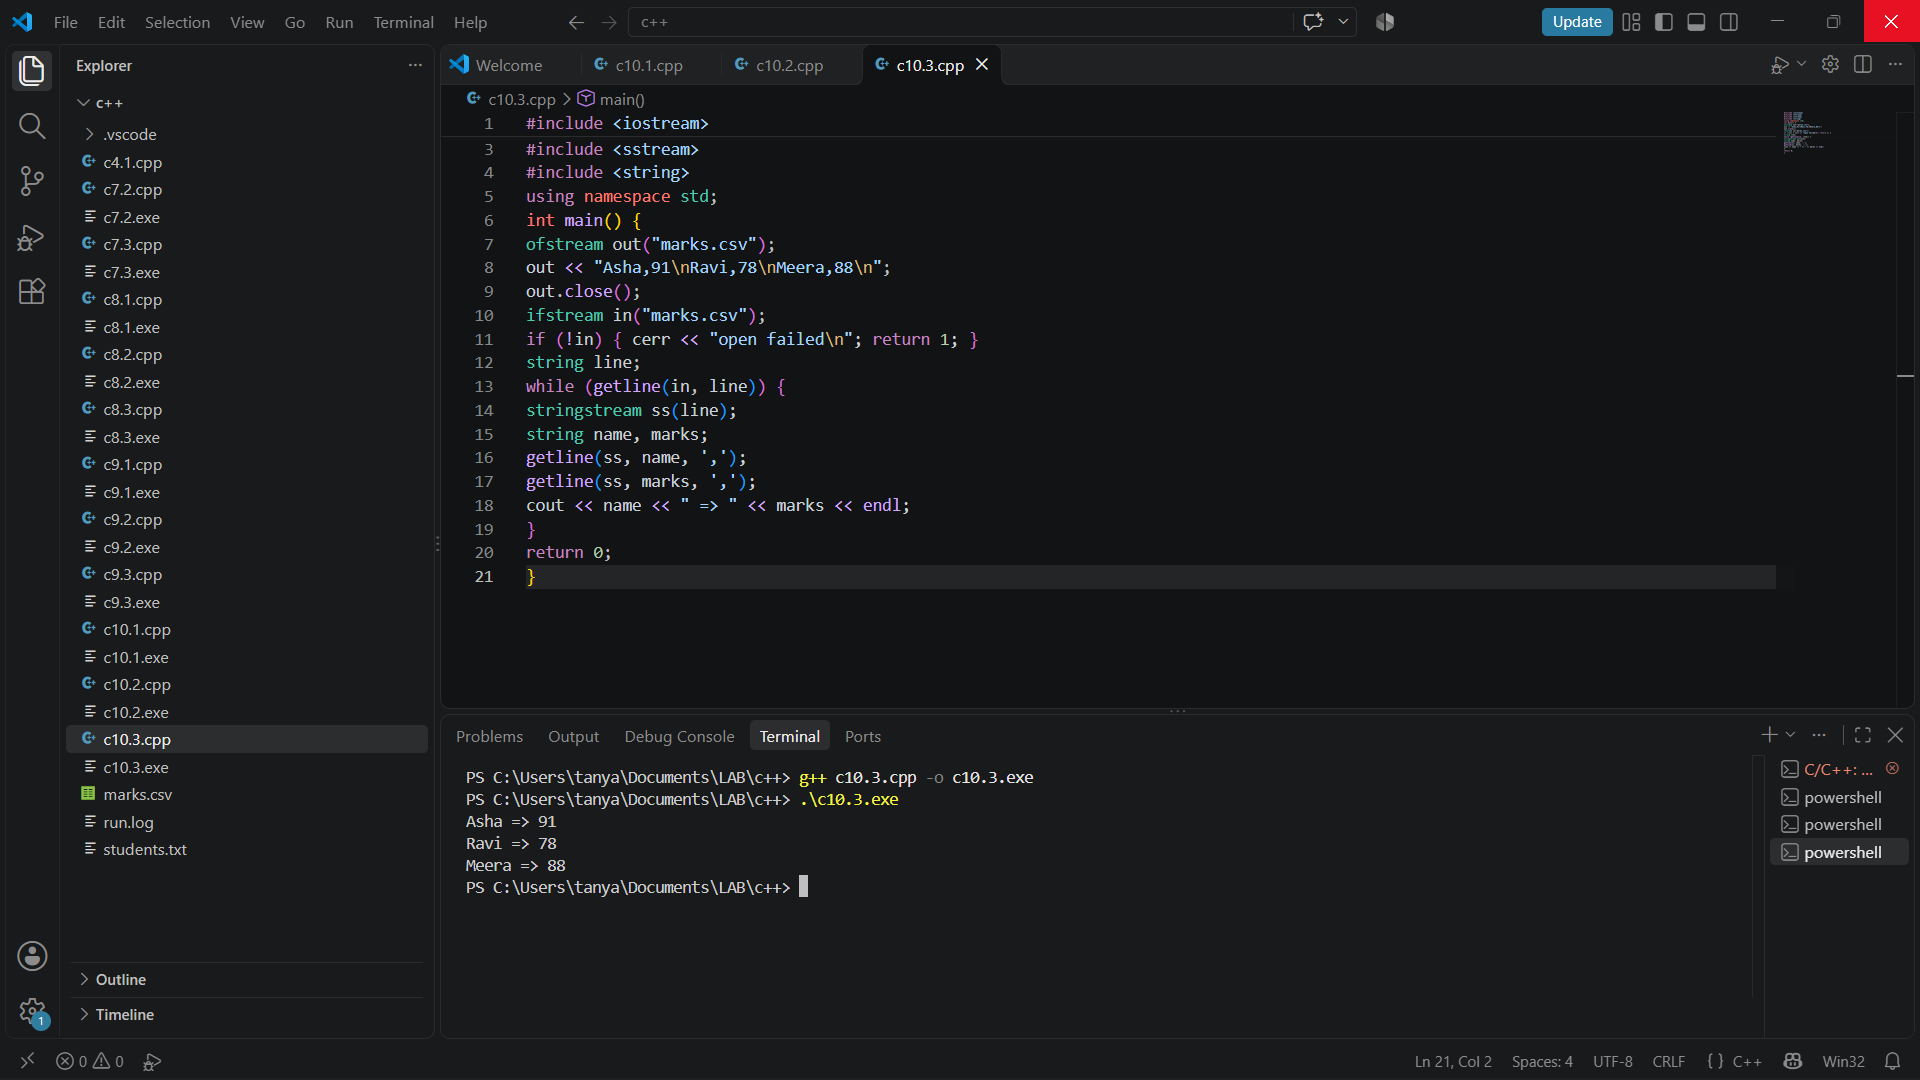 File Edit Selection View Go Run Terminal Help c++ Update
Explorer
c++
.vscode
c4.1.cpp
c7.2.cpp
c7.2.exe
c7.3.cpp
c7.3.exe
c8.1.cpp
c8.1.exe
c8.2.cpp
c8.2.exe
c8.3.cpp
c8.3.exe
c9.1.cpp
c9.1.exe
c9.2.cpp
c9.2.exe
c9.3.cpp
c9.3.exe
c10.1.cpp
c10.1.exe
c10.2.cpp
c10.2.exe
c10.3.cpp
c10.3.exe
marks.csv
run.log
students.txt
Outline
Timeline
1
Welcome c10.1.cpp c10.2.cpp c10.3.cpp
c10.3.cpp > main()
1 #include <iostream>
3 #include <sstream>
4 #include <string>
5 using namespace std;
6 int main() {
7 ofstream out("marks.csv");
8 out << "Asha,91\nRavi,78\nMeera,88\n";
9 out.close();
10 ifstream in("marks.csv");
11 if (!in) { cerr << "open failed\n"; return 1; }
12 string line;
13 while (getline(in, line)) {
14 stringstream ss(line);
15 string name, marks;
16 getline(ss, name, ',');
17 getline(ss, marks, ',');
18 cout << name << " => " << marks << endl;
19 }
20 return 0;
21 }
Problems Output Debug Console Terminal Ports
PS C:\Users\tanya\Documents\LAB\c++> g++ c10.3.cpp -o c10.3.exe
PS C:\Users\tanya\Documents\LAB\c++> .\c10.3.exe
Asha => 91
Ravi => 78
Meera => 88
PS C:\Users\tanya\Documents\LAB\c++>
C/C++: ...
powershell
powershell
powershell
0 0 Ln 21, Col 2 Spaces: 4 UTF-8 CRLF {} C++ Win32